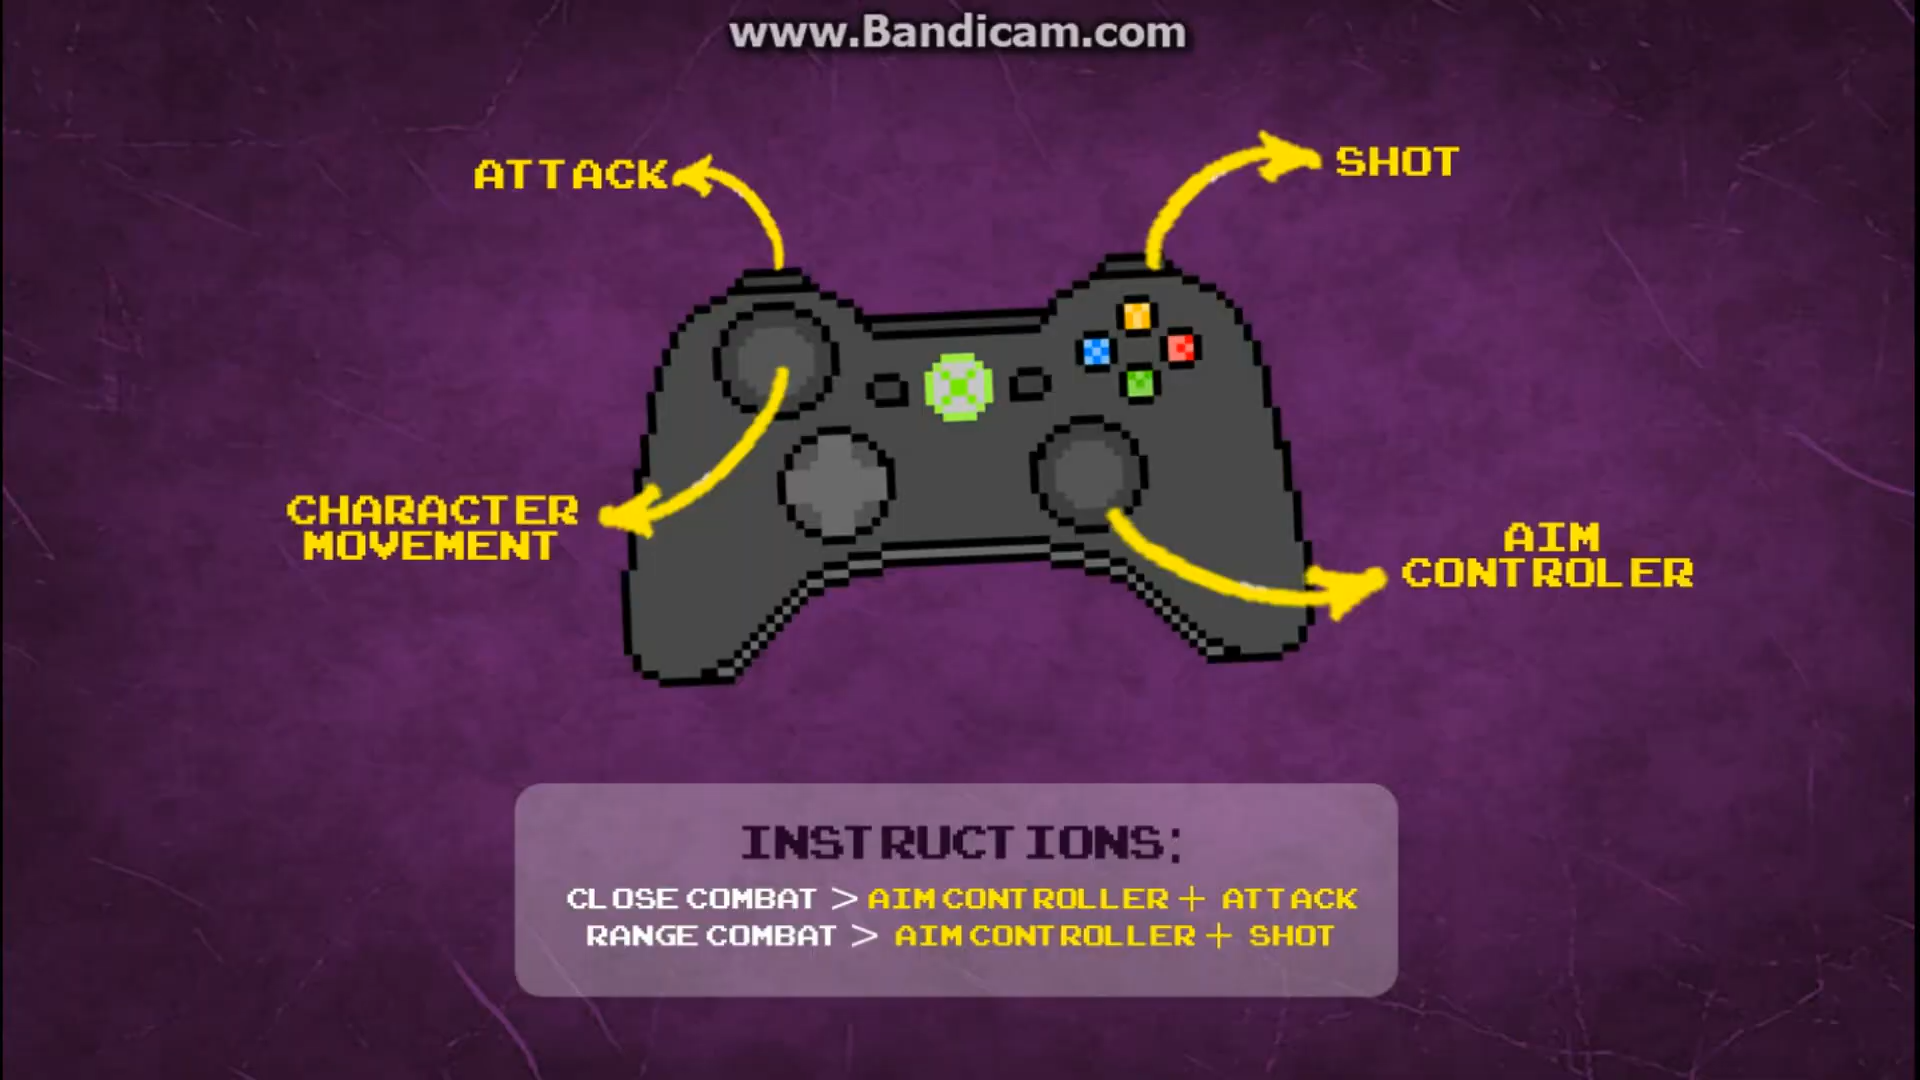 www.Bandicam.com
ATTACK
SHOT
CHARACTER
MOVEMENT
AIM
CONTROLER
INSTRUCTIONS:
CLOSE COMBAT > AIM CONTROLLER + ATTACK
RANGE COMBAT > AIM CONTROLLER + SHOT